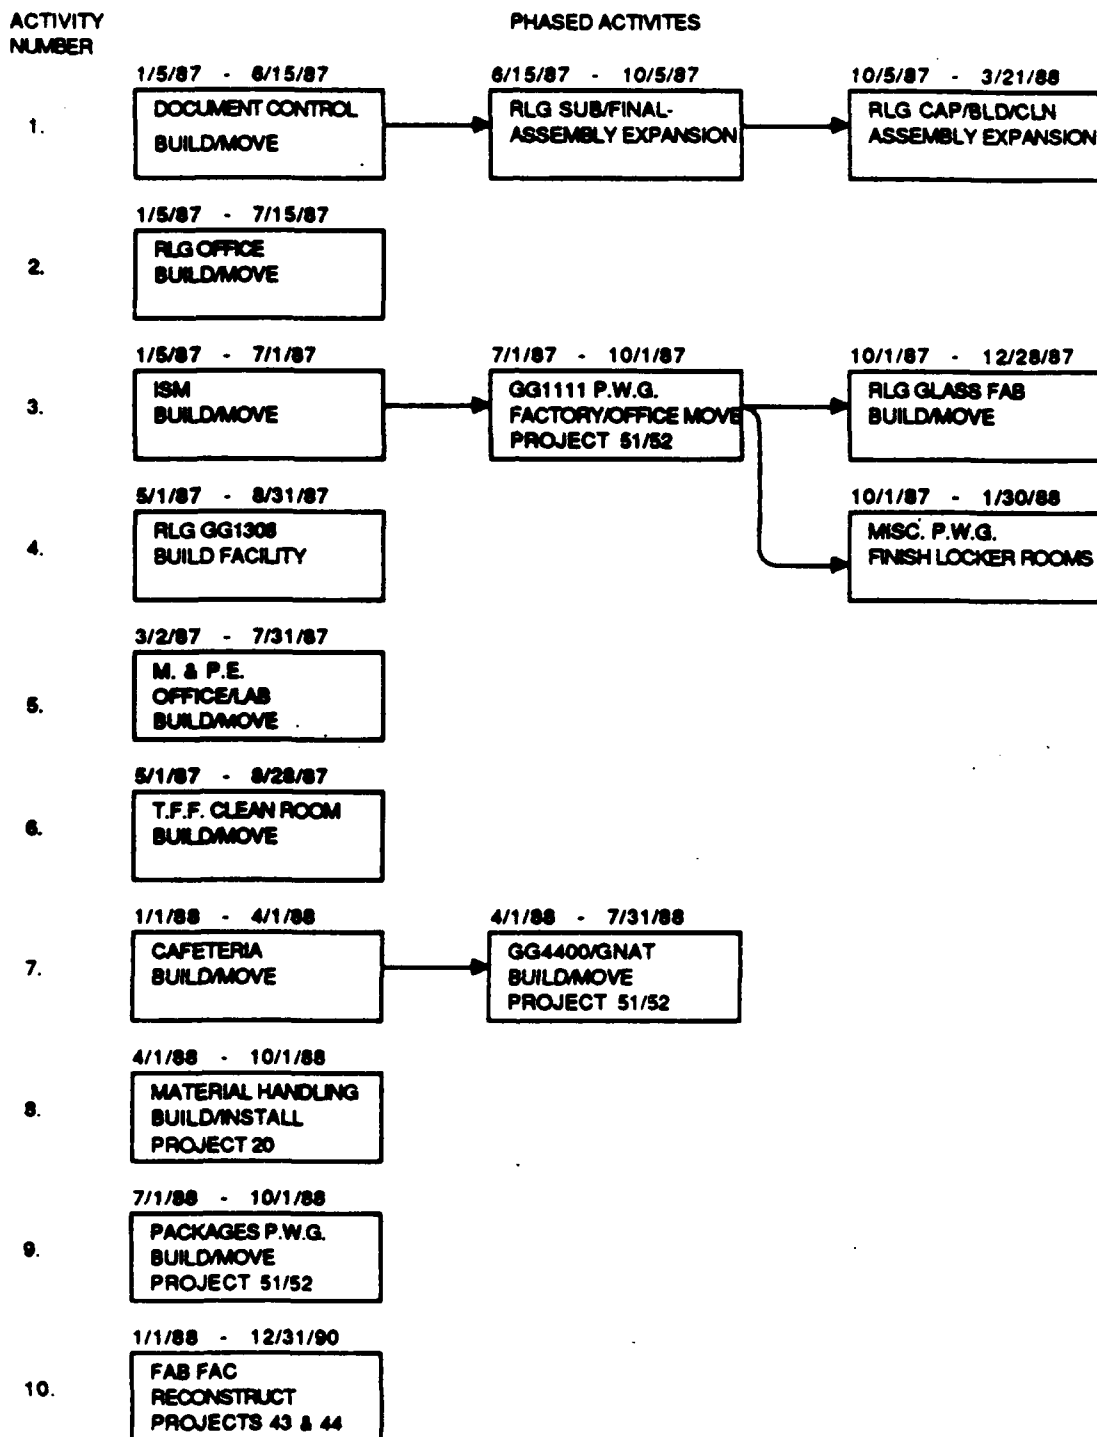 ACTIVITY
NUMBER
PHASED ACTIVITES
1.
1/5/87 - 6/15/87
DOCUMENT CONTROL
BUILD/MOVE
6/15/87 - 10/5/87
RLG SUB/FINAL-
ASSEMBLY EXPANSION
10/5/87 - 3/21/88
RLG CAP/BLD/CLN
ASSEMBLY EXPANSION
2.
1/5/87 - 7/15/87
RLG OFFICE
BUILD/MOVE
3.
1/5/87 - 7/1/87
ISM
BUILD/MOVE
7/1/87 - 10/1/87
GG1111 P.W.G.
FACTORY/OFFICE MOVE
PROJECT 51/52
10/1/87 - 12/28/87
RLG GLASS FAB
BUILD/MOVE
4.
5/1/87 - 8/31/87
RLG GG1308
BUILD FACILITY
10/1/87 - 1/30/88
MISC. P.W.G.
FINISH LOCKER ROOMS
5.
3/2/87 - 7/31/87
M. & P.E.
OFFICE/LAB
BUILD/MOVE
6.
5/1/87 - 8/28/87
T.F.F. CLEAN ROOM
BUILD/MOVE
7.
1/1/88 - 4/1/88
CAFETERIA
BUILD/MOVE
4/1/88 - 7/31/88
GG4400/GNAT
BUILD/MOVE
PROJECT 51/52
8.
4/1/88 - 10/1/88
MATERIAL HANDLING
BUILD/INSTALL
PROJECT 20
9.
7/1/88 - 10/1/88
PACKAGES P.W.G.
BUILD/MOVE
PROJECT 51/52
10.
1/1/88 - 12/31/90
FAB FAC
RECONSTRUCT
PROJECTS 43 & 44